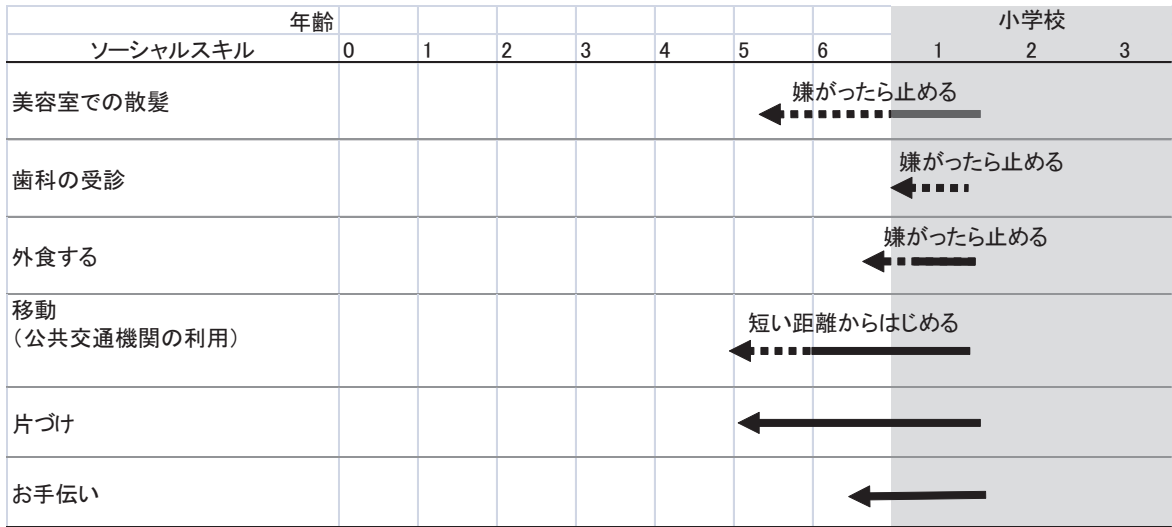 年齢 小学校
ソーシャルスキル 0 1 2 3 4 5 6 1 2 3
美容室での散髪 嫌がったら止める
歯科の受診 嫌がったら止める
外食する 嫌がったら止める
移動
（公共交通機関の利用） 短い距離からはじめる
片づけ
お手伝い